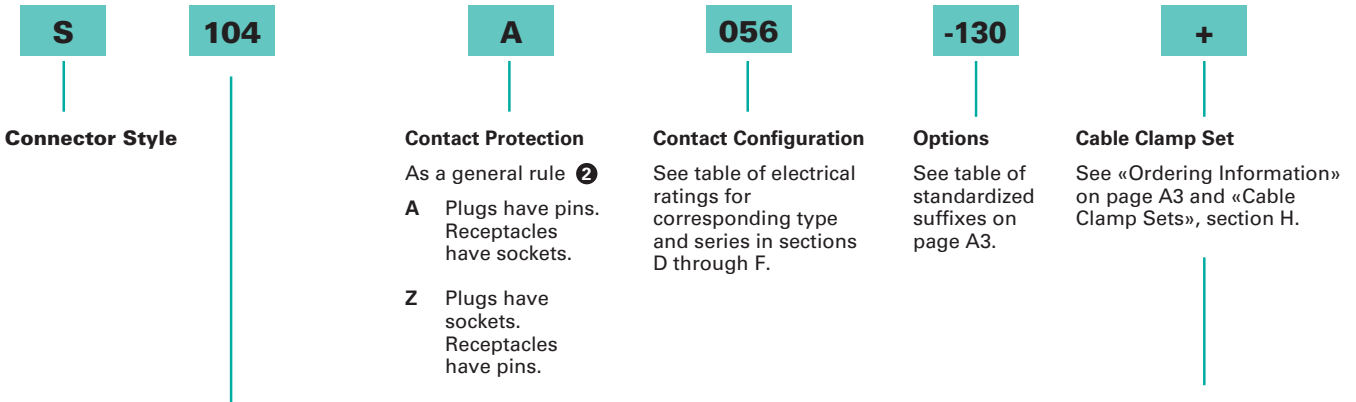 S 104 A 056 -130 +
Connector Style
Contact Protection
As a general rule ❷
A Plugs have pins.
Receptacles
have sockets.
Z Plugs have
sockets.
Receptacles
have pins.
Contact Configuration
See table of electrical
ratings for
corresponding type
and series in sections
D through F.
Options
See table of
standardized
suffixes on
page A3.
Cable Clamp Set
See «Ordering Information»
on page A3 and «Cable
Clamp Sets», section H.